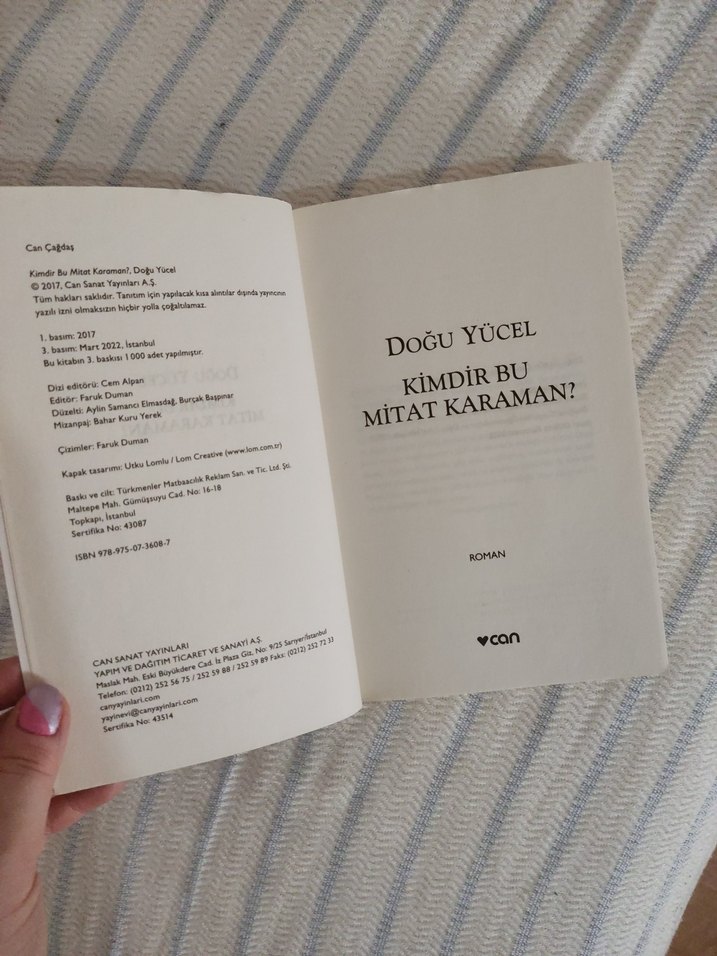 Can Çağdaş
Kimdir Bu Mitat Karaman?, Doğu Yücel
© 2017, Can Sanat Yayınları A.Ş.
Tüm hakları saklıdır. Tanıtım için yapılacak kısa alıntılar dışında yayıncının
yazılı izni olmaksızın hiçbir yolla çoğaltılamaz.
1. basım: 2017
3. basım: Mart 2022, İstanbul
Bu kitabın 3. baskısı 1 000 adet yapılmıştır.
Dizi editörü: Cem Alpan
Editör: Faruk Duman
Düzelti: Aylin Samancı Elmasdağ, Burçak Başpınar
Mizanpaj: Bahar Kuru Yerek
Çizimler: Faruk Duman
Kapak tasarımı: Utku Lomlu / Lom Creative (www.lom.com.tr)
Baskı ve cilt: Türkmenler Matbaacılık Reklam San. ve Tic. Ltd. Şti.
Maltepe Mah. Gümüşsuyu Cad. No: 16-18
Topkapı, İstanbul
Sertifika No: 43087
ISBN 978-975-07-3608-7
CAN SANAT YAYINLARI
YAPIM VE DAĞITIM TİCARET VE SANAYİ A.Ş.
Maslak Mah. Eski Büyükdere Cad. İz Plaza Giz, No: 9/25 Sarıyer/İstanbul
Telefon: (0212) 252 56 75 / 252 59 88 / 252 59 89 Faks: (0212) 252 72 33
canyayinlari.com
yayinevi@canyayinlari.com
Sertifika No: 43514
DOĞU YÜCEL
KİMDİR BU
MİTAT KARAMAN?
ROMAN
can